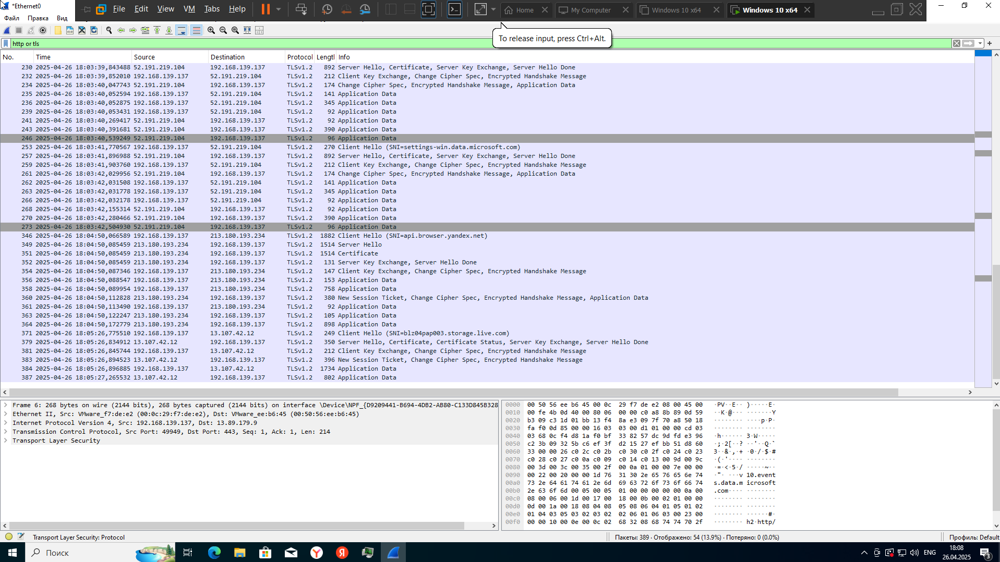 *Ethernet0
File Edit View VM Tabs Help
Home
My Computer
Windows 10 x64
Windows 10 x64
Файл Правка Вид
To release input, press Ctrl+Alt.
http or tls
No. Time Source Destination Protocol Lengtl Info
230 2025-04-26 18:03:39,843488 52.191.219.104 192.168.139.137 TLSv1.2 892 Server Hello, Certificate, Server Key Exchange, Server Hello Done
232 2025-04-26 18:03:39,852010 192.168.139.137 52.191.219.104 TLSv1.2 212 Client Key Exchange, Change Cipher Spec, Encrypted Handshake Message
234 2025-04-26 18:03:40,047743 52.191.219.104 192.168.139.137 TLSv1.2 174 Change Cipher Spec, Encrypted Handshake Message, Application Data
235 2025-04-26 18:03:40,052594 192.168.139.137 52.191.219.104 TLSv1.2 141 Application Data
236 2025-04-26 18:03:40,052875 192.168.139.137 52.191.219.104 TLSv1.2 345 Application Data
239 2025-04-26 18:03:40,053431 192.168.139.137 52.191.219.104 TLSv1.2 92 Application Data
241 2025-04-26 18:03:40,269417 52.191.219.104 192.168.139.137 TLSv1.2 92 Application Data
243 2025-04-26 18:03:40,391681 52.191.219.104 192.168.139.137 TLSv1.2 390 Application Data
246 2025-04-26 18:03:40,539249 52.191.219.104 192.168.139.137 TLSv1.2 96 Application Data
253 2025-04-26 18:03:41,770567 192.168.139.137 52.191.219.104 TLSv1.2 270 Client Hello (SNI=settings-win.data.microsoft.com)
257 2025-04-26 18:03:41,896988 52.191.219.104 192.168.139.137 TLSv1.2 892 Server Hello, Certificate, Server Key Exchange, Server Hello Done
259 2025-04-26 18:03:41,903760 192.168.139.137 52.191.219.104 TLSv1.2 212 Client Key Exchange, Change Cipher Spec, Encrypted Handshake Message
261 2025-04-26 18:03:42,029956 52.191.219.104 192.168.139.137 TLSv1.2 174 Change Cipher Spec, Encrypted Handshake Message, Application Data
262 2025-04-26 18:03:42,031508 192.168.139.137 52.191.219.104 TLSv1.2 141 Application Data
263 2025-04-26 18:03:42,031778 192.168.139.137 52.191.219.104 TLSv1.2 345 Application Data
266 2025-04-26 18:03:42,032178 192.168.139.137 52.191.219.104 TLSv1.2 92 Application Data
268 2025-04-26 18:03:42,155314 52.191.219.104 192.168.139.137 TLSv1.2 92 Application Data
270 2025-04-26 18:03:42,280466 52.191.219.104 192.168.139.137 TLSv1.2 390 Application Data
273 2025-04-26 18:03:42,504930 52.191.219.104 192.168.139.137 TLSv1.2 96 Application Data
346 2025-04-26 18:04:50,066589 192.168.139.137 213.180.193.234 TLSv1.2 1882 Client Hello (SNI=api.browser.yandex.net)
349 2025-04-26 18:04:50,085459 213.180.193.234 192.168.139.137 TLSv1.2 1514 Server Hello
351 2025-04-26 18:04:50,085459 213.180.193.234 192.168.139.137 TLSv1.2 1514 Certificate
352 2025-04-26 18:04:50,085459 213.180.193.234 192.168.139.137 TLSv1.2 131 Server Key Exchange, Server Hello Done
354 2025-04-26 18:04:50,087346 192.168.139.137 213.180.193.234 TLSv1.2 147 Client Key Exchange, Change Cipher Spec, Encrypted Handshake Message
356 2025-04-26 18:04:50,088547 192.168.139.137 213.180.193.234 TLSv1.2 153 Application Data
358 2025-04-26 18:04:50,089954 192.168.139.137 213.180.193.234 TLSv1.2 758 Application Data
360 2025-04-26 18:04:50,112828 213.180.193.234 192.168.139.137 TLSv1.2 380 New Session Ticket, Change Cipher Spec, Encrypted Handshake Message, Application Data
361 2025-04-26 18:04:50,113490 192.168.139.137 213.180.193.234 TLSv1.2 92 Application Data
363 2025-04-26 18:04:50,122247 213.180.193.234 192.168.139.137 TLSv1.2 105 Application Data
364 2025-04-26 18:04:50,172779 213.180.193.234 192.168.139.137 TLSv1.2 898 Application Data
371 2025-04-26 18:05:26,775510 192.168.139.137 13.107.42.12 TLSv1.2 249 Client Hello (SNI=blz04pap003.storage.live.com)
379 2025-04-26 18:05:26,834912 13.107.42.12 192.168.139.137 TLSv1.2 350 Server Hello, Certificate, Certificate Status, Server Key Exchange, Server Hello Done
381 2025-04-26 18:05:26,845744 192.168.139.137 13.107.42.12 TLSv1.2 212 Client Key Exchange, Change Cipher Spec, Encrypted Handshake Message
383 2025-04-26 18:05:26,894523 13.107.42.12 192.168.139.137 TLSv1.2 396 New Session Ticket, Change Cipher Spec, Encrypted Handshake Message
384 2025-04-26 18:05:26,896885 192.168.139.137 13.107.42.12 TLSv1.2 1734 Application Data
387 2025-04-26 18:05:27,265532 13.107.42.12 192.168.139.137 TLSv1.2 802 Application Data
Frame 6: 268 bytes on wire (2144 bits), 268 bytes captured (2144 bits) on interface \Device\NPF_{D9209441-B694-4DB2-AB80-C133D845B328
Ethernet II, Src: VMware_f7:de:e2 (00:0c:29:f7:de:e2), Dst: VMware_ee:b6:45 (00:50:56:ee:b6:45)
Internet Protocol Version 4, Src: 192.168.139.137, Dst: 13.89.179.9
Transmission Control Protocol, Src Port: 49949, Dst Port: 443, Seq: 1, Ack: 1, Len: 214
Transport Layer Security
0000 00 50 56 ee b6 45 00 0c 29 f7 de e2 08 00 45 00 ·PV··E·· )·····E·
0010 00 fe 4b 0d 40 00 80 06 00 00 c0 a8 8b 89 0d 59 ··K·@··· ·······Y
0020 b3 09 c3 1d 01 bb 13 f4 8a e3 09 7f 70 a8 50 18 ········ ····p·P·
0030 fa f0 0d 85 00 00 16 03 03 00 d1 01 00 00 cd 03 ········ ········
0040 03 68 0c f4 d8 1a f0 bf 33 82 57 dc 9d fd e3 96 ·h······ 3·W·····
0050 c2 3b 09 32 5b c6 ef 3f d2 15 27 ef bb 51 d8 60 ·;·2[··? ··'··Q·`
0060 33 00 00 26 c0 2c c0 2b c0 30 c0 2f c0 24 c0 23 3··&·,·+ ·0·/·$·#
0070 c0 28 c0 27 c0 0a c0 09 c0 14 c0 13 00 9d 00 9c ·(·'···· ········
0080 00 3d 00 3c 00 35 00 2f 00 0a 01 00 00 7e 00 00 ·=·<·5·/ ·····~··
0090 00 22 00 20 00 00 1d 76 31 30 2e 65 76 65 6e 74 ·"· ···v 10.event
00a0 73 2e 64 61 74 61 2e 6d 69 63 72 6f 73 6f 66 74 s.data.m icrosoft
00b0 2e 63 6f 6d 00 05 00 05 01 00 00 00 00 00 0a 00 .com···· ········
00c0 08 00 06 00 1d 00 17 00 18 00 0b 00 02 01 00 00 ········ ········
00d0 0d 00 1a 00 18 08 04 08 05 08 06 04 01 05 01 02 ········ ········
00e0 01 04 03 05 03 02 03 02 02 06 01 06 03 00 23 00 ········ ······#·
00f0 00 00 10 00 0e 00 0c 02 68 32 08 68 74 74 70 2f ········ h2·http/
Transport Layer Security: Protocol
Пакеты: 389 · Отображено: 54 (13.9%) · Потеряно: 0 (0.0%)
Профиль: Default
Поиск
ENG
18:08
26.04.2025
3